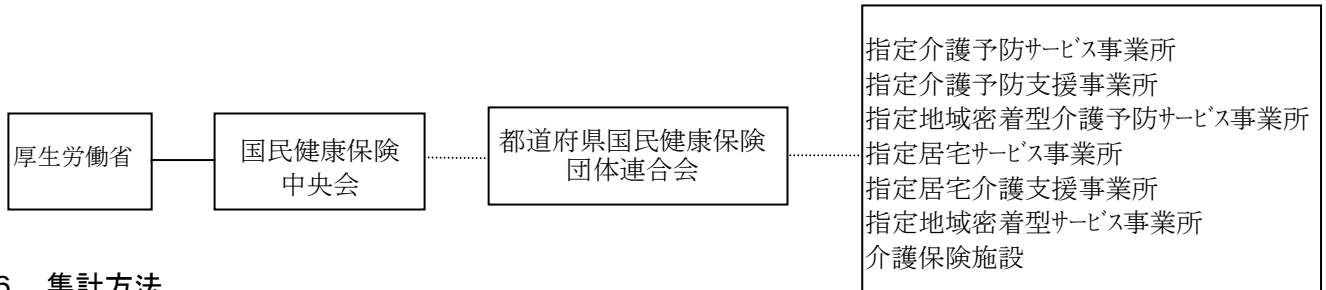 厚生労働省
国民健康保険
中央会
都道府県国民健康保険
団体連合会
指定介護予防ｻｰﾋﾞｽ事業所
指定介護予防支援事業所
指定地域密着型介護予防ｻｰﾋﾞｽ事業所
指定居宅ｻｰﾋﾞｽ事業所
指定居宅介護支援事業所
指定地域密着型ｻｰﾋﾞｽ事業所
介護保険施設
6　集計方法